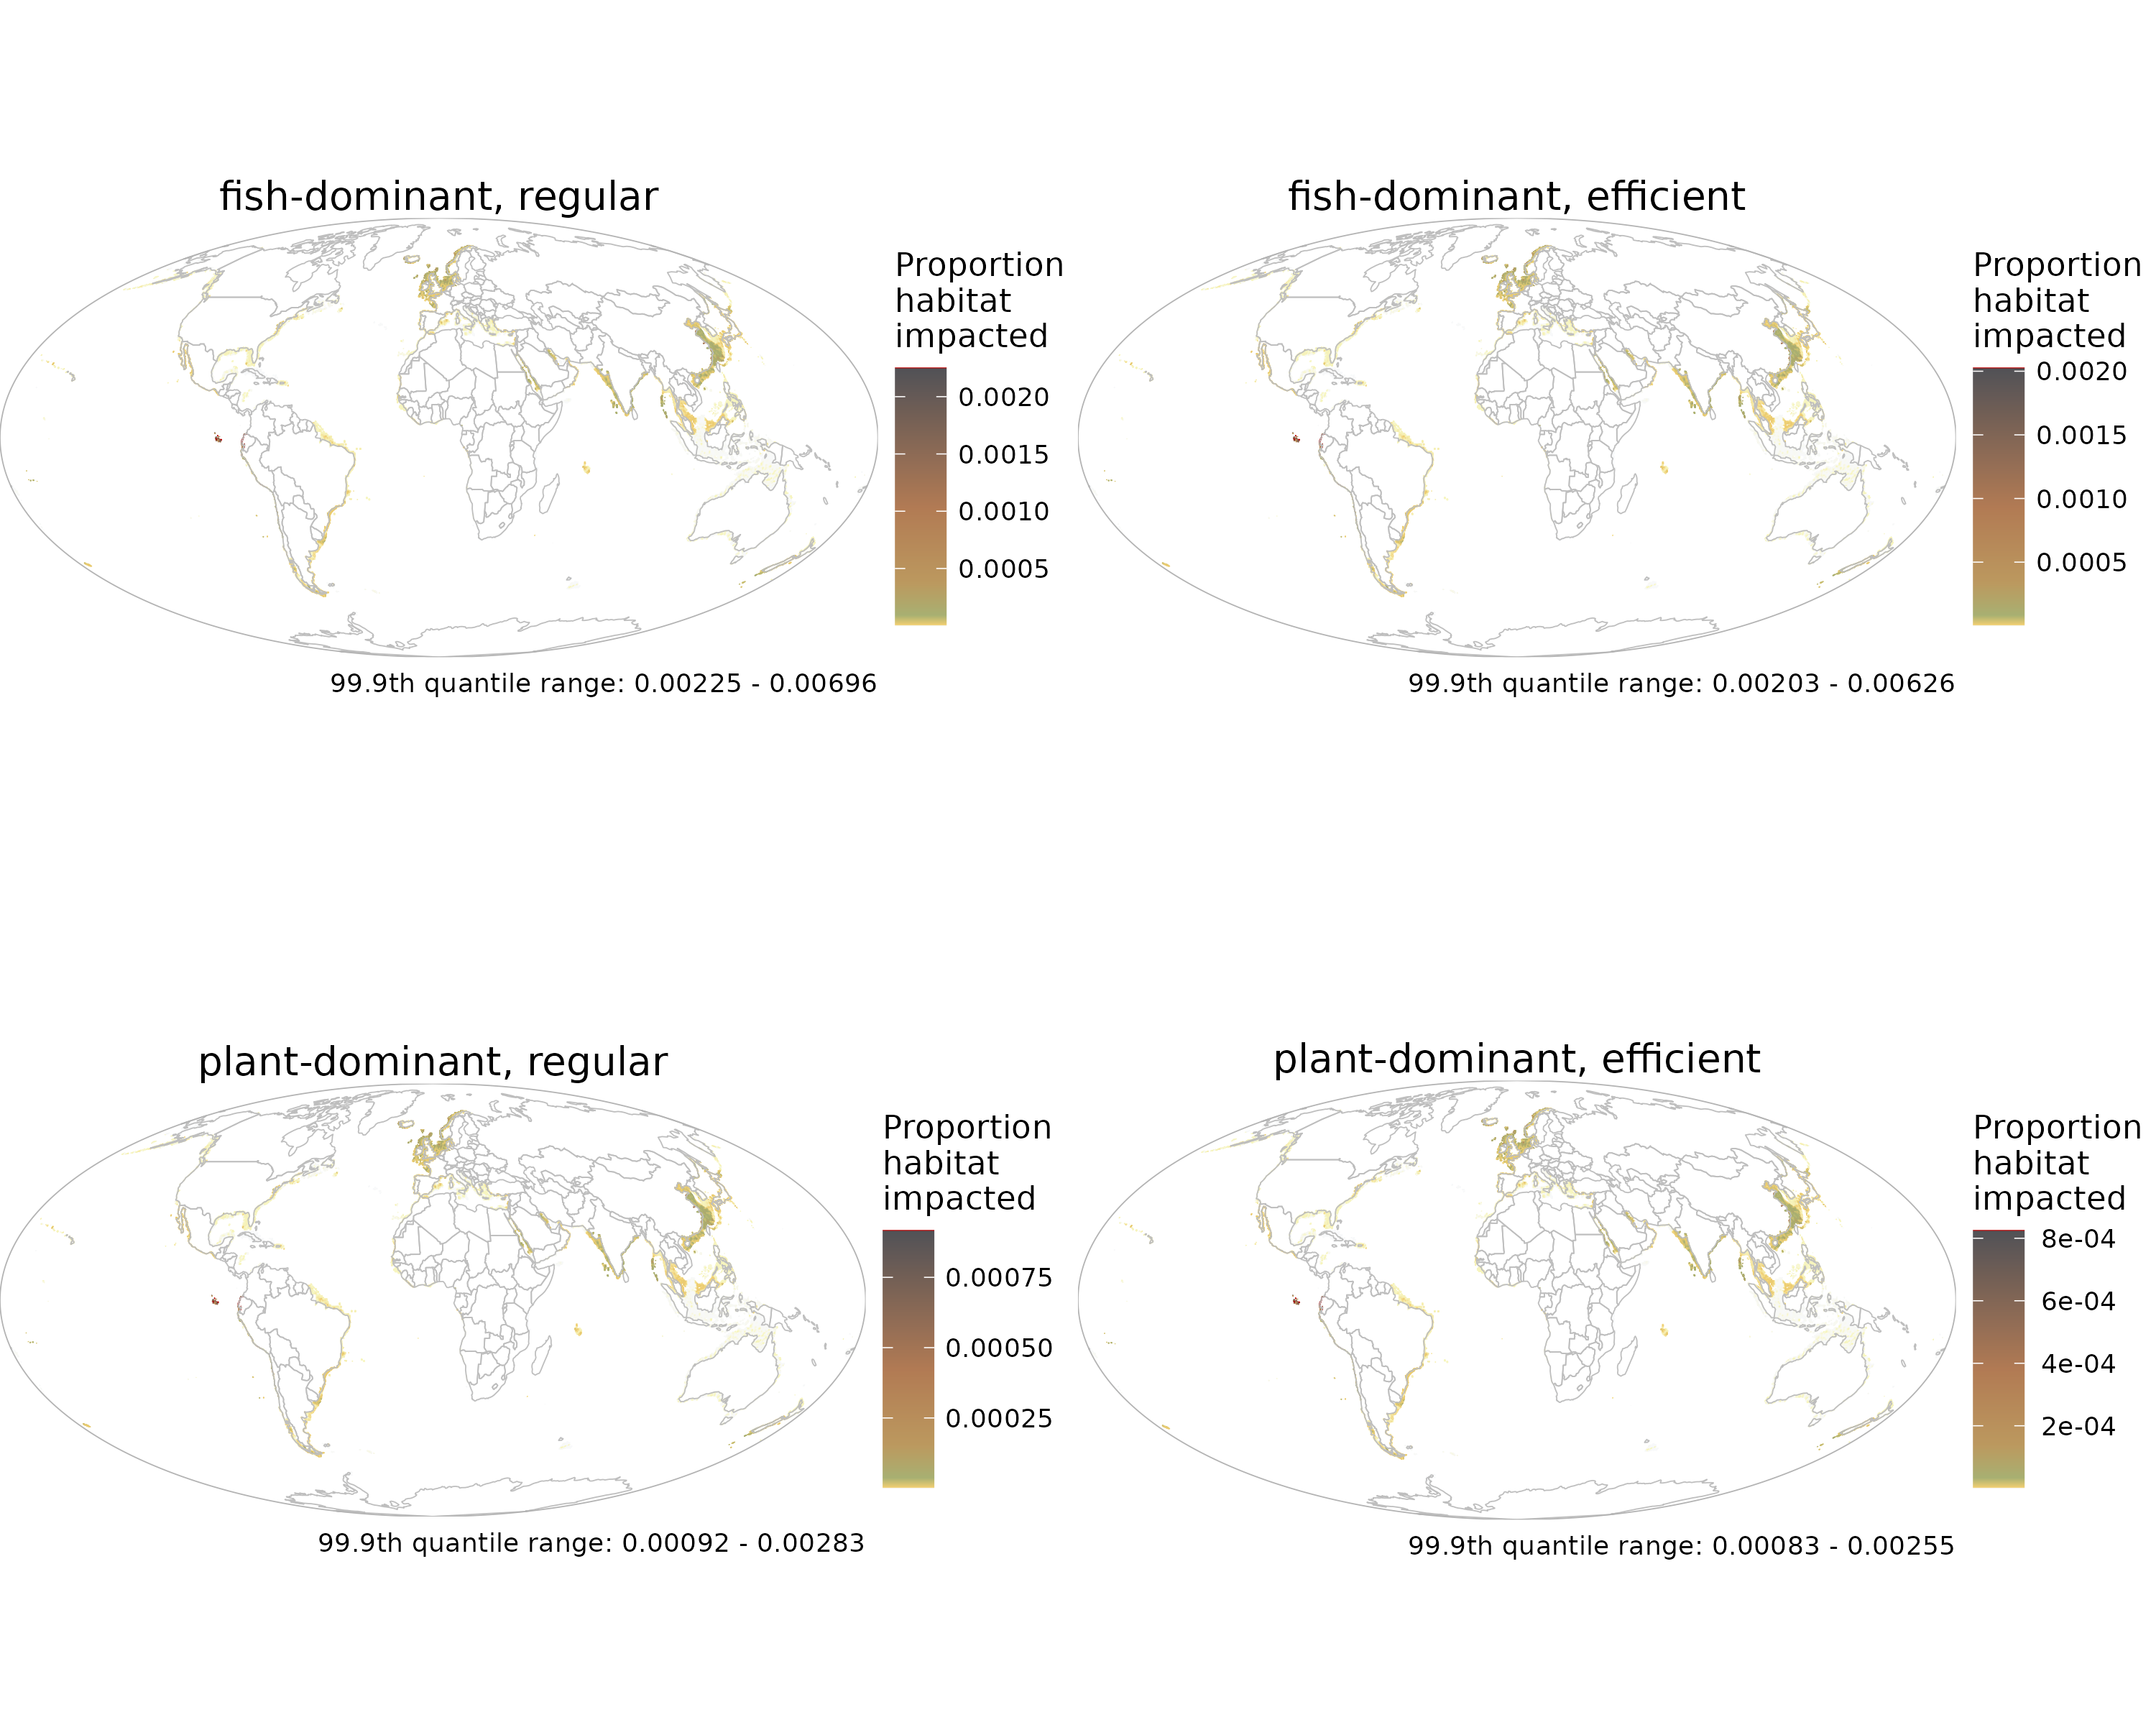 fish-dominant, regular
Proportion
habitat
impacted
0.0020
0.0015
0.0010
0.0005
99.9th quantile range: 0.00225 - 0.00696
fish-dominant, efficient
Proportion
habitat
impacted
0.0020
0.0015
0.0010
0.0005
99.9th quantile range: 0.00203 - 0.00626
plant-dominant, regular
Proportion
habitat
impacted
0.00075
0.00050
0.00025
99.9th quantile range: 0.00092 - 0.00283
plant-dominant, efficient
Proportion
habitat
impacted
8e-04
6e-04
4e-04
2e-04
99.9th quantile range: 0.00083 - 0.00255